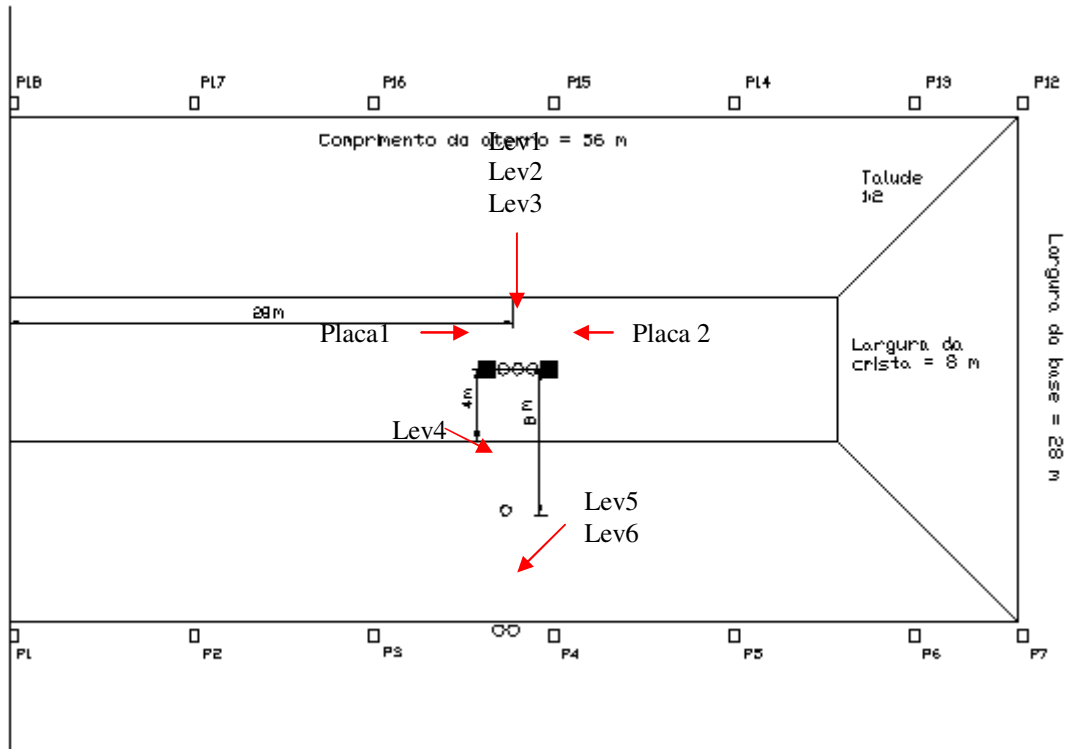 P18 P17 P16 P15 P14 P13 P12
Comprimento da aterro = 56 m
Lev1
Lev2
Lev3
Talude
1:2
28 m
Placa1
Placa 2
Largura da
crista = 8 m
Largura da base = 28 m
4m
8 m
Lev4
Lev5
Lev6
P1 P2 P3 P4 P5 P6 P7